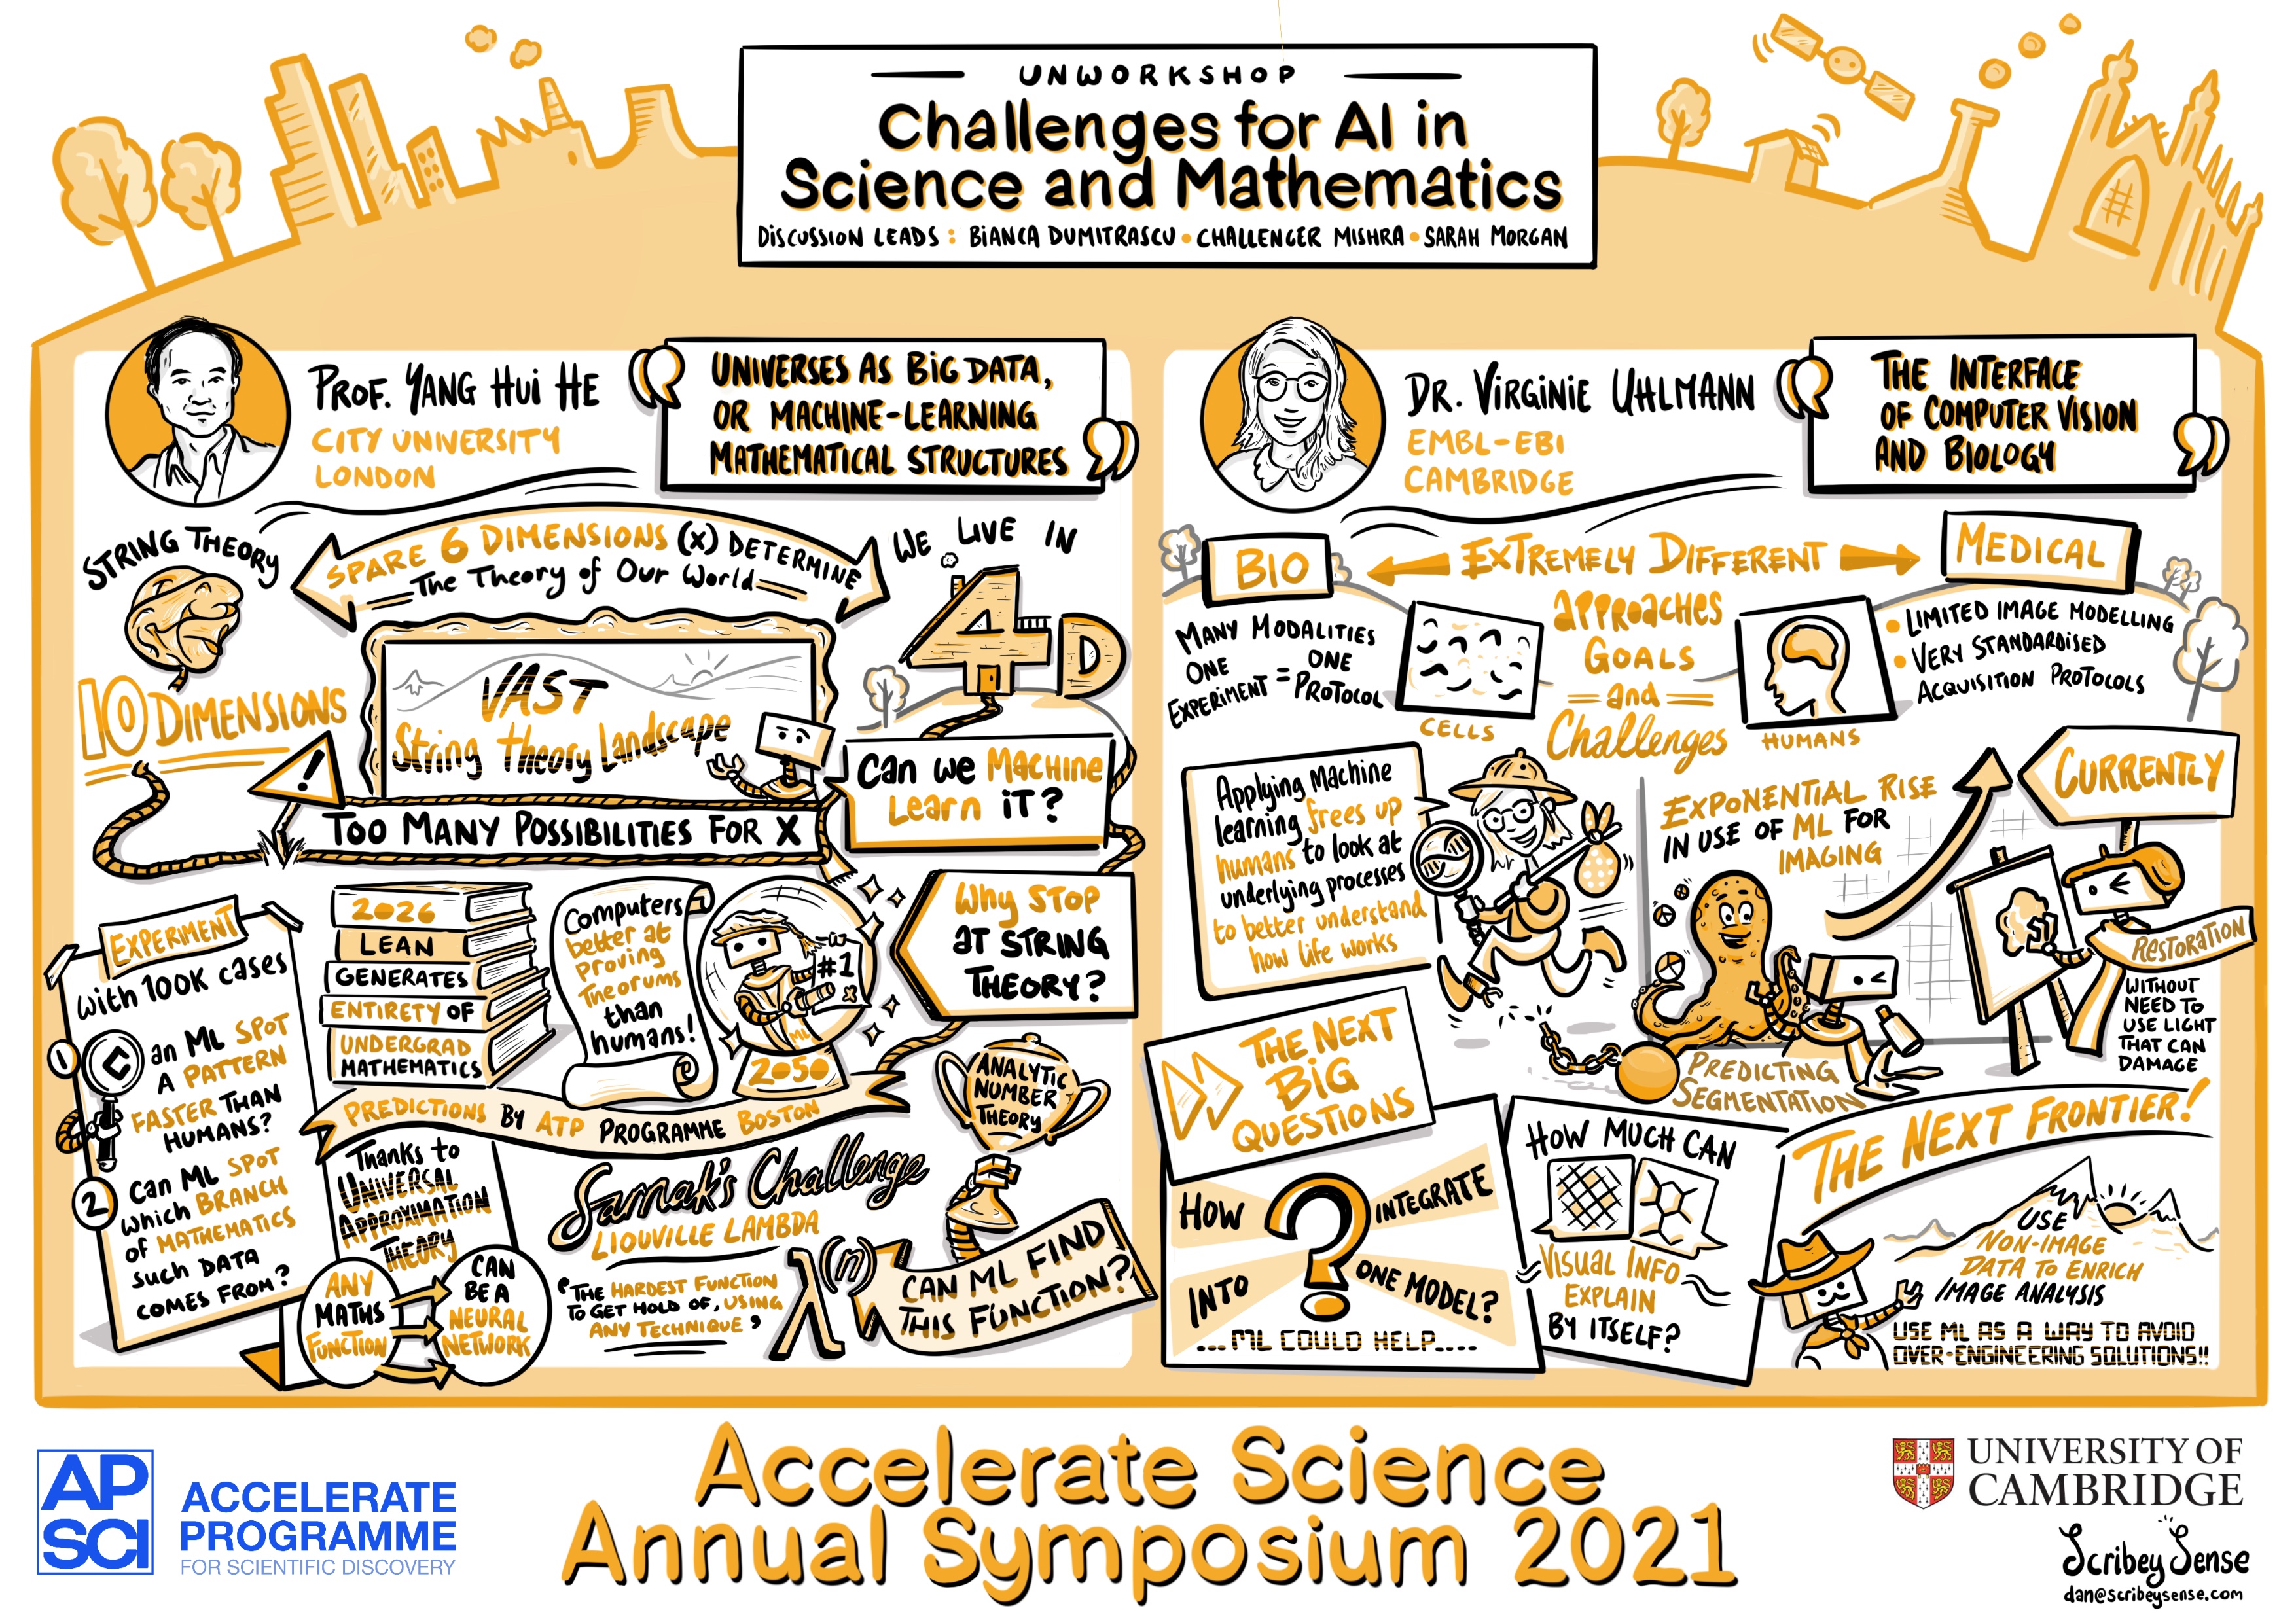 UNWORKSHOP
Challenges for AI in
Science and Mathematics
DISCUSSION LEADS : BIANCA DUMITRASCU • CHALLENGER MISHRA • SARAH MORGAN
PROF. YANG HUI HE
CITY UNIVERSITY
LONDON
UNIVERSES AS BIG DATA,
OR MACHINE-LEARNING
MATHEMATICAL STRUCTURES
STRING THEORY
10 DIMENSIONS
SPARE 6 DIMENSIONS (X) DETERMINE
The Theory of Our World
WE LIVE IN
4D
VAST
String Theory Landscape
!
TOO MANY POSSIBILITIES FOR X
Can we MACHINE
Learn iT?
EXPERIMENT
with 100K cases
1
Can ML SPOT
A PATTERN
FASTER THAN
HUMANS?
2
Can ML SPOT
which BRANCH
OF MATHEMATICS
such DATA
COMES FROM?
2026
LEAN
GENERATES
ENTIRETY OF
UNDERGRAD
MATHEMATICS
Computers
better at
proving
Theorums
than
humans!
#1
ML
2050
PREDICTIONS BY ATP PROGRAMME BOSTON
Why STOP
AT STRING
THEORY?
Thanks to
UNIVERSAL
APPROXIMATION
THEORY
ANY
MATHS
FUNCTION
CAN
BE A
NEURAL
NETWORK
Sarnak's Challenge
LIOUVILLE LAMBDA
'THE HARDEST FUNCTION
TO GET HOLD OF, USING
ANY TECHNIQUE'
λ(n)
ANALYTIC
NUMBER
THEORY
CAN ML FIND
THIS FUNCTION?
DR. VIRGINIE UHLMANN
EMBL-EBI
CAMBRIDGE
THE INTERFACE
OF COMPUTER VISION
AND BIOLOGY
BIO
EXTREMELY DIFFERENT
MEDICAL
APPROACHES
GOALS
and
Challenges
MANY MODALITIES
ONE EXPERIMENT = ONE PROTOCOL
CELLS
HUMANS
• LIMITED IMAGE MODELLING
• VERY STANDARDISED
ACQUISITION PROTOCOLS
Applying Machine
learning frees up
humans to look at
underlying processes
to better understand
how life works
EXPONENTIAL RISE
IN USE OF ML FOR
IMAGING
CURRENTLY
RESTORATION
WITHOUT
NEED TO
USE LIGHT
THAT CAN
DAMAGE
PREDICTING
SEGMENTATION
THE NEXT
BIG
QUESTIONS
HOW ? INTEGRATE
INTO ONE MODEL?
...ML COULD HELP....
HOW MUCH CAN
VISUAL INFO
EXPLAIN
BY ITSELF?
THE NEXT FRONTIER!
USE
NON-IMAGE
DATA TO ENRICH
IMAGE ANALYSIS
USE ML AS A WAY TO AVOID
OVER-ENGINEERING SOLUTIONS!!
AP
SCI
ACCELERATE
PROGRAMME
FOR SCIENTIFIC DISCOVERY
Accelerate Science
Annual Symposium 2021
UNIVERSITY OF
CAMBRIDGE
Scribey Sense
dan@scribeysense.com